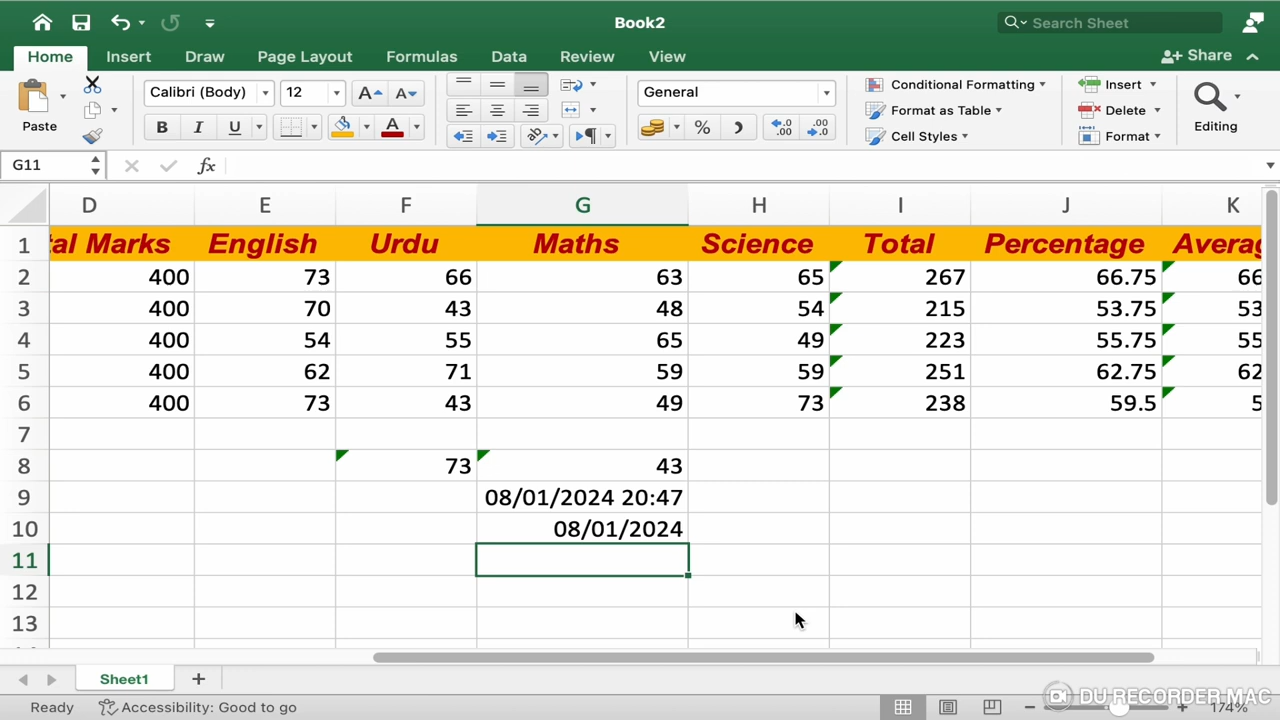 Book2
Search Sheet
Home Insert Draw Page Layout Formulas Data Review View Share
Paste
Calibri (Body) 12 A A
B I U A
General
% 
Conditional Formatting
Format as Table
Cell Styles
Insert
Delete
Format
Editing
G11 fx
D E F G H I J K
1 tal Marks English Urdu Maths Science Total Percentage Averag
2 400 73 66 63 65 267 66.75 66
3 400 70 43 48 54 215 53.75 53
4 400 54 55 65 49 223 55.75 55
5 400 62 71 59 59 251 62.75 62
6 400 73 43 49 73 238 59.5 5
7
8 73 43
9 08/01/2024 20:47
10 08/01/2024
11
12
13
Sheet1
Ready Accessibility: Good to go 174%
DU RECORDER MAC